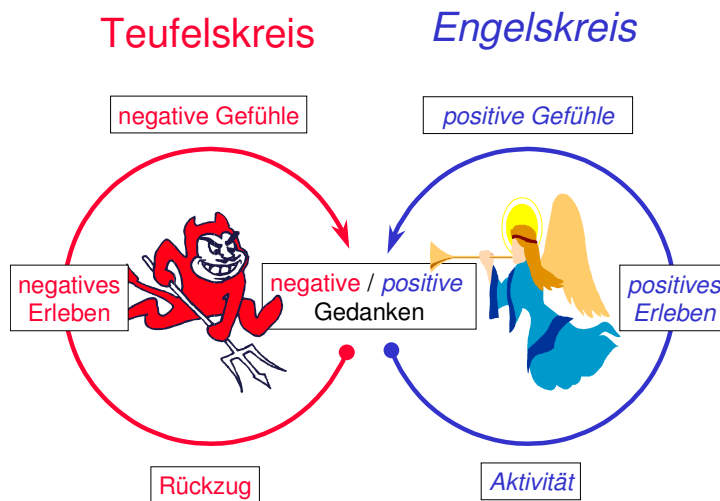 Teufelskreis
Engelskreis
negative Gefühle
positive Gefühle
negatives
Erleben
negative / positive
Gedanken
positives
Erleben
Rückzug
Aktivität